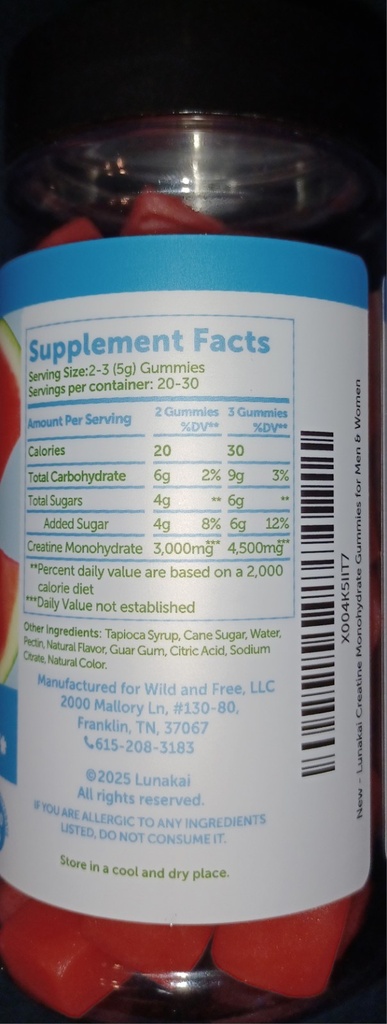 Supplement Facts
Serving Size:2-3 (5g) Gummies
Servings per container: 20-30
Amount Per Serving 2 Gummies %DV** 3 Gummies %DV**
Calories 20 30
Total Carbohydrate 6g 2% 9g 3%
Total Sugars 4g ** 6g **
Added Sugar 4g 8% 6g 12%
Creatine Monohydrate 3,000mg*** 4,500mg***
**Percent daily value are based on a 2,000
calorie diet
***Daily Value not established
Other Ingredients: Tapioca Syrup, Cane Sugar, Water,
Pectin, Natural Flavor, Guar Gum, Citric Acid, Sodium
Citrate, Natural Color.
Manufactured for Wild and Free, LLC
2000 Mallory Ln, #130-80,
Franklin, TN, 37067
615-208-3183
©2025 Lunakai
All rights reserved.
IF YOU ARE ALLERGIC TO ANY INGREDIENTS
LISTED, DO NOT CONSUME IT.
Store in a cool and dry place.
X004K5IIT7
New - Lunakai Creatine Monohydrate Gummies for Men & Women